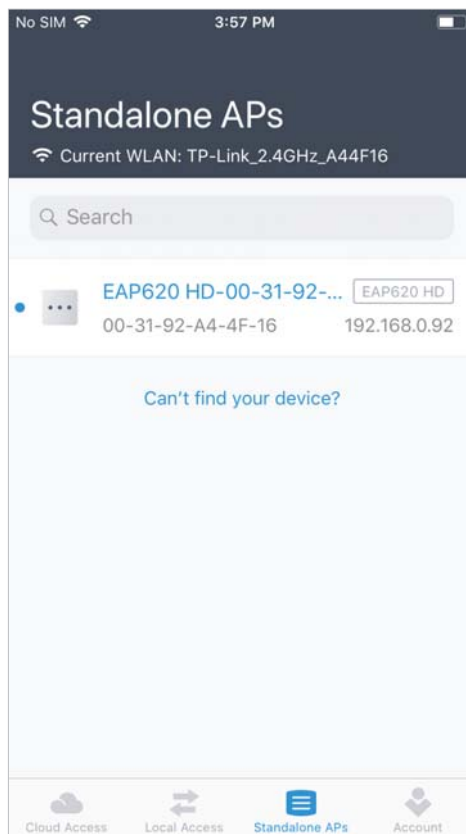 No SIM 3:57 PM
Standalone APs
Current WLAN: TP-Link_2.4GHz_A44F16
Search
EAP620 HD-00-31-92-... EAP620 HD
00-31-92-A4-4F-16 192.168.0.92
Can't find your device?
Cloud Access Local Access Standalone APs Account